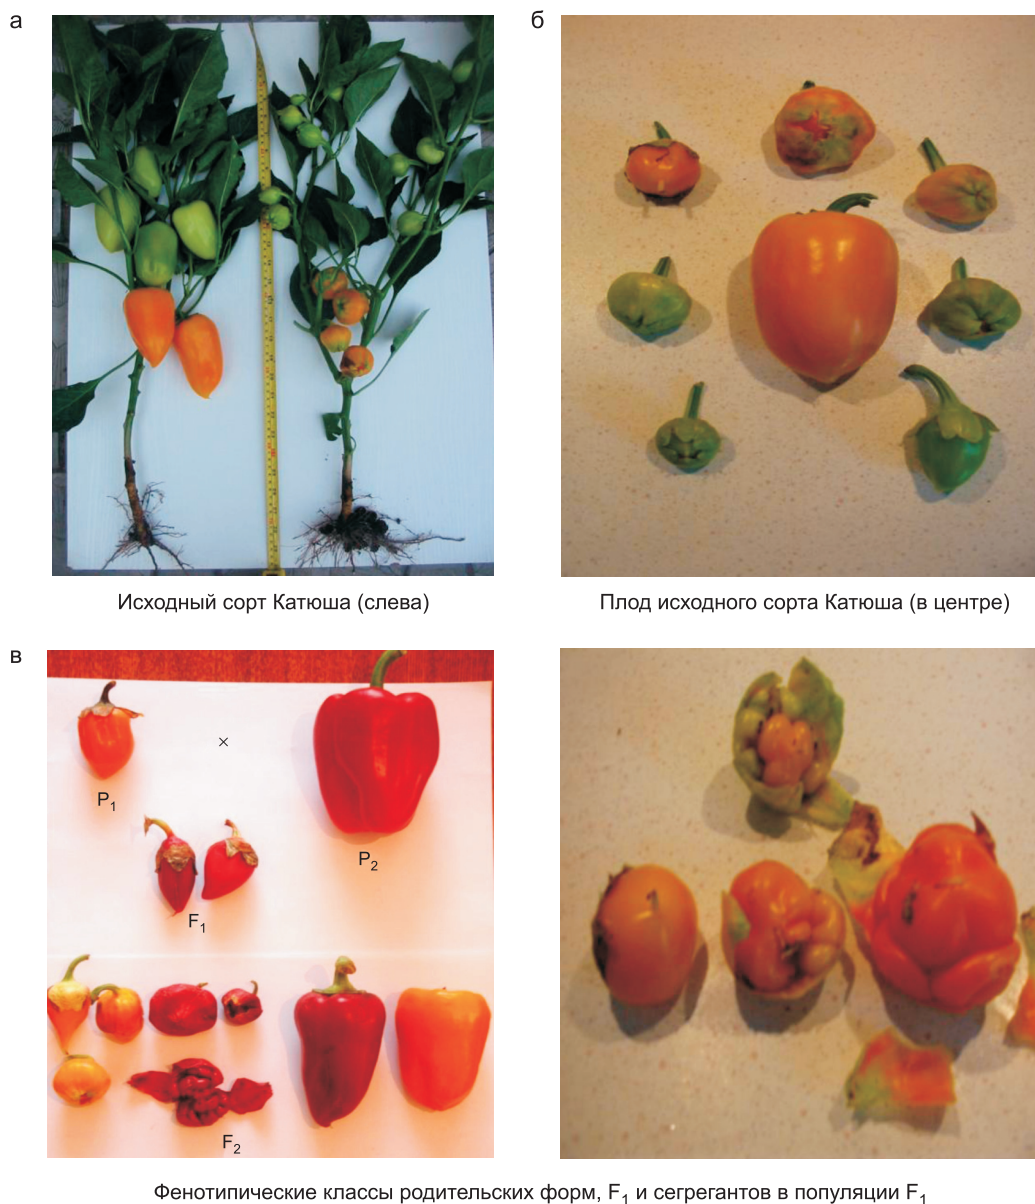 а
б
Исходный сорт Катюша (слева)
Плод исходного сорта Катюша (в центре)
в
×
P₁
P₂
F₁
F₂
Фенотипические классы родительских форм, F₁ и сегрегантов в популяции F₁